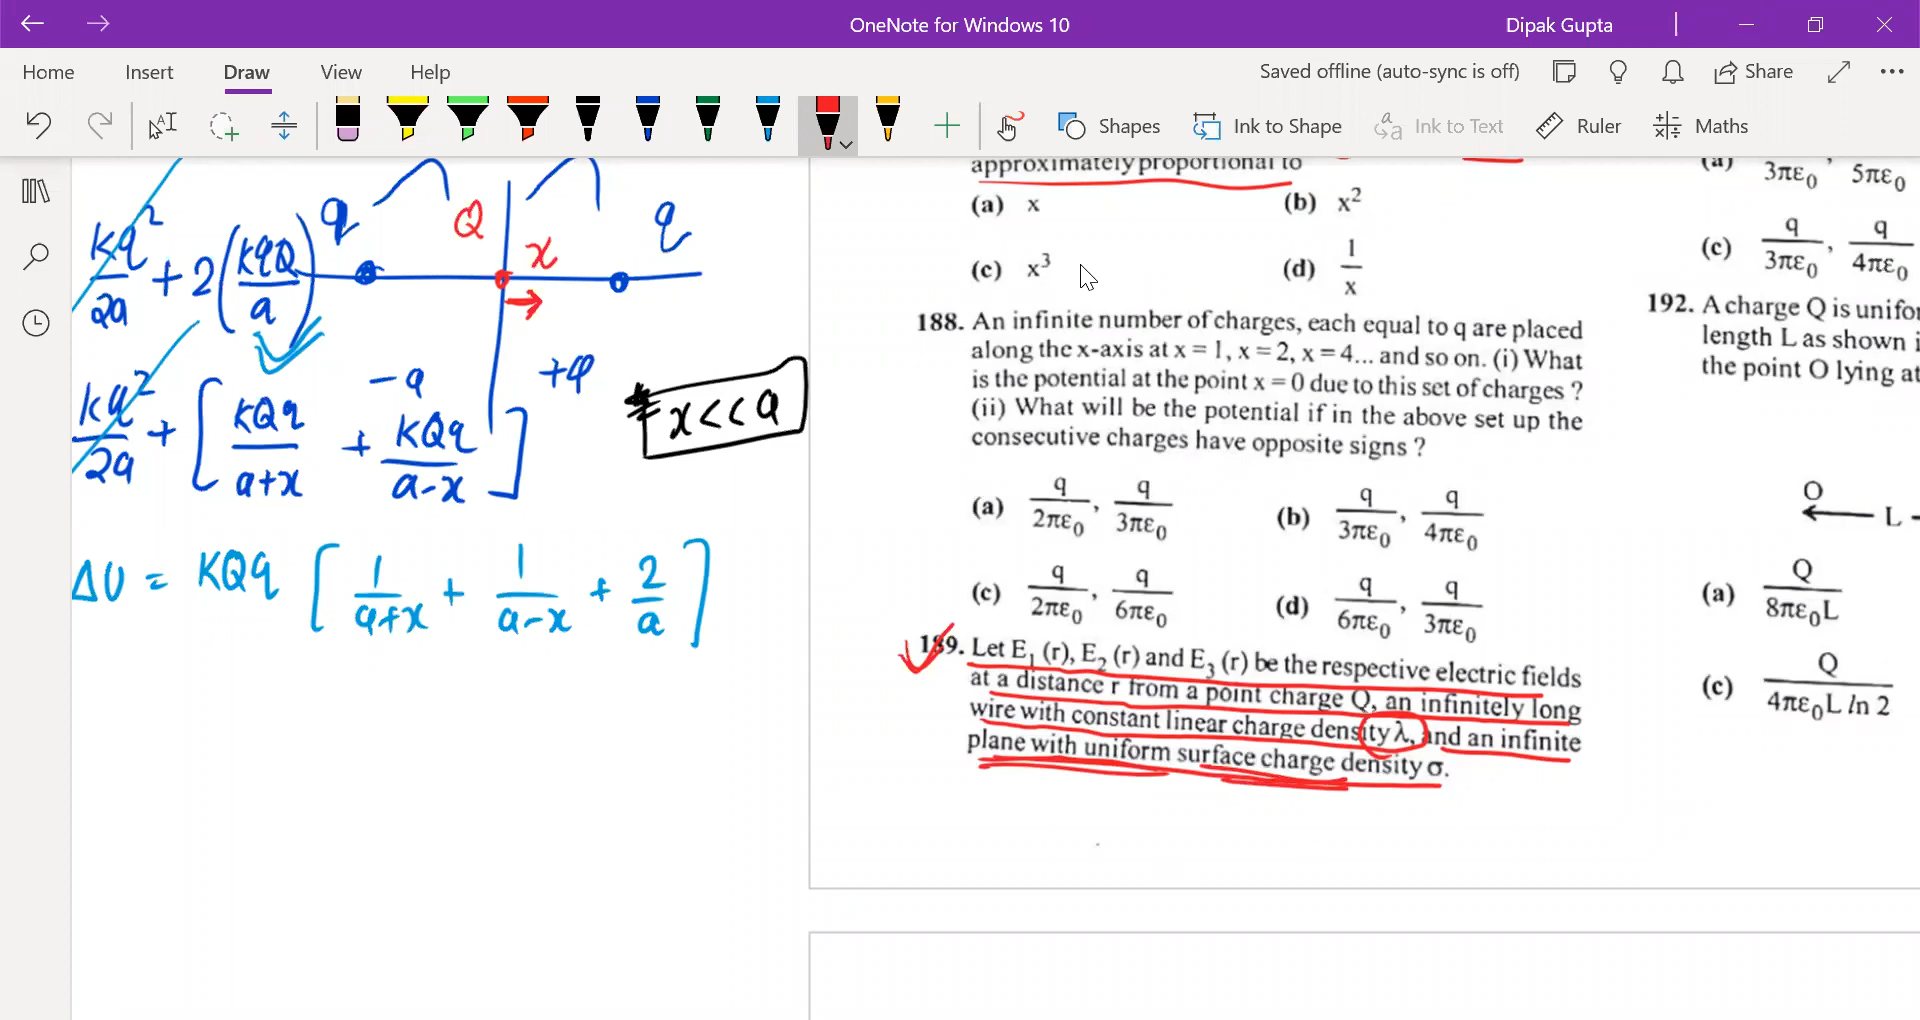 OneNote for Windows 10
Dipak Gupta
Home Insert Draw View Help
Saved offline (auto-sync is off)
Share
Shapes
Ink to Shape
Ink to Text
Ruler
Maths
q Q x q
kq²/2a + 2(kqQ/a)
-a +a
x<<a
kq²/2a + [kQq/a+x + kQq/a-x]
ΔU = KQq [1/a+x + 1/a-x + 2/a]
approximately proportional to
(a) x (b) x²
(c) x³ (d) 1/x
188. An infinite number of charges, each equal to q are placed
along the x-axis at x = 1, x = 2, x = 4... and so on. (i) What
is the potential at the point x = 0 due to this set of charges ?
(ii) What will be the potential if in the above set up the
consecutive charges have opposite signs ?
(a) q/2πε₀, q/3πε₀ (b) q/3πε₀, q/4πε₀
(c) q/2πε₀, q/6πε₀ (d) q/6πε₀, q/3πε₀
189. Let E₁ (r), E₂ (r) and E₃ (r) be the respective electric fields
at a distance r from a point charge Q, an infinitely long
wire with constant linear charge density λ, and an infinite
plane with uniform surface charge density σ.
(a) 3πε₀ , 5πε₀
(c) q/3πε₀, q/4πε₀
192. A charge Q is unifo
length L as shown i
the point O lying at
O
L
(a) Q/8πε₀L
(c) Q/4πε₀L ln 2